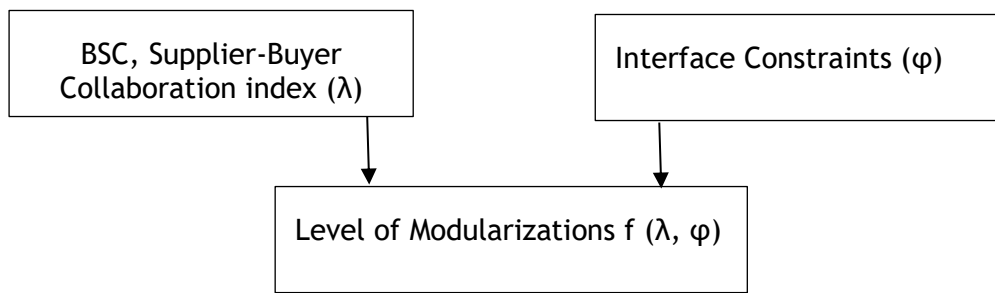 BSC, Supplier-Buyer
Collaboration index (λ)
Interface Constraints (φ)
Level of Modularizations f (λ, φ)